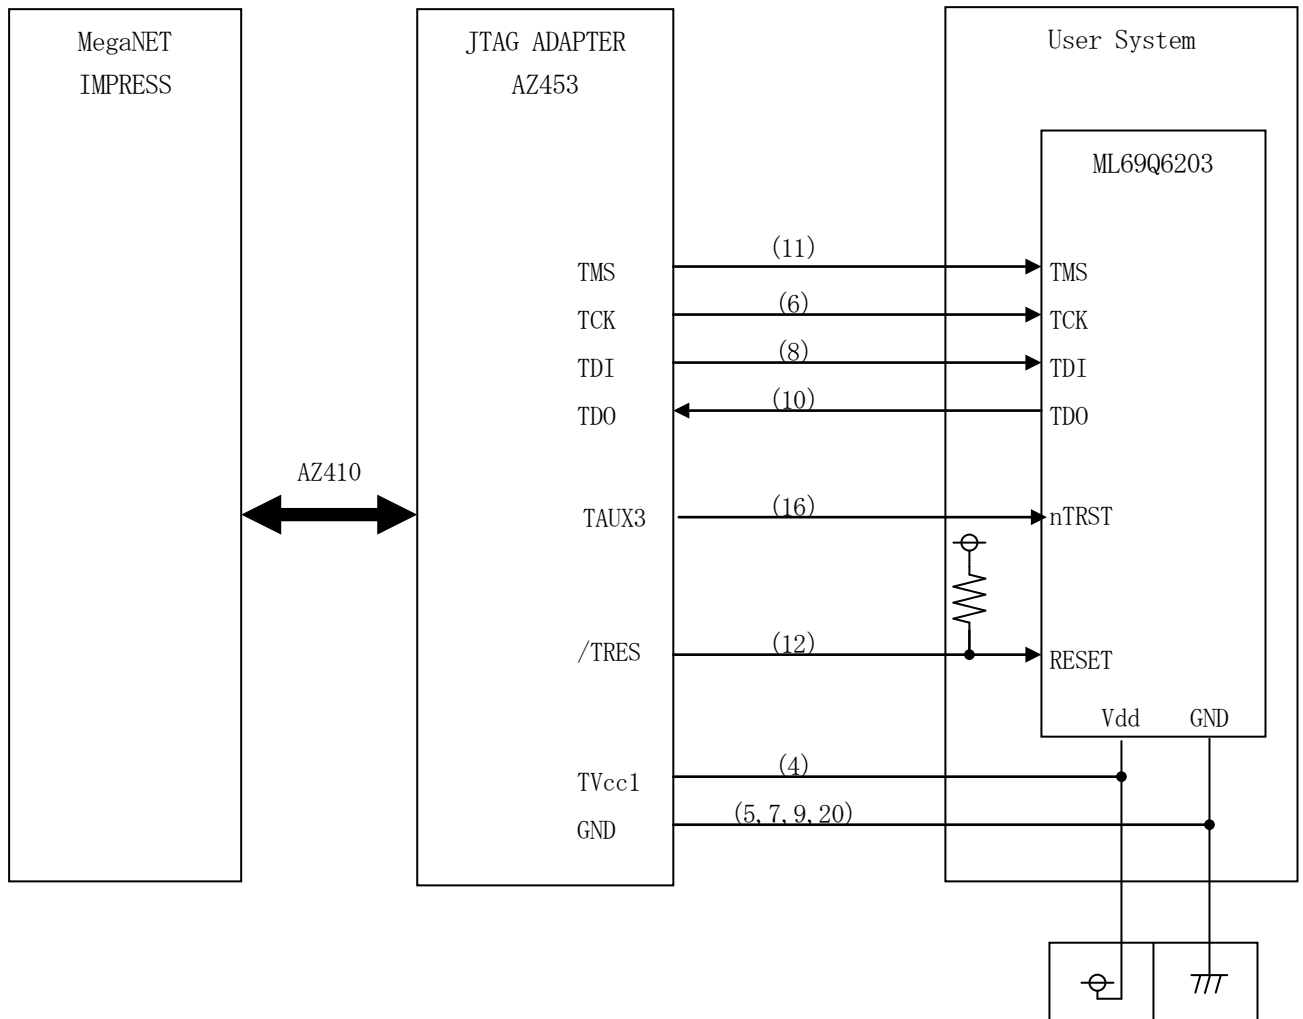 MegaNET
IMPRESS
JTAG ADAPTER
AZ453
User System
ML69Q6203
TMS
(11)
TMS
TCK
(6)
TCK
TDI
(8)
TDI
TDO
(10)
TDO
AZ410
TAUX3
(16)
nTRST
/TRES
(12)
RESET
Vdd
GND
TVcc1
(4)
GND
(5,7,9,20)